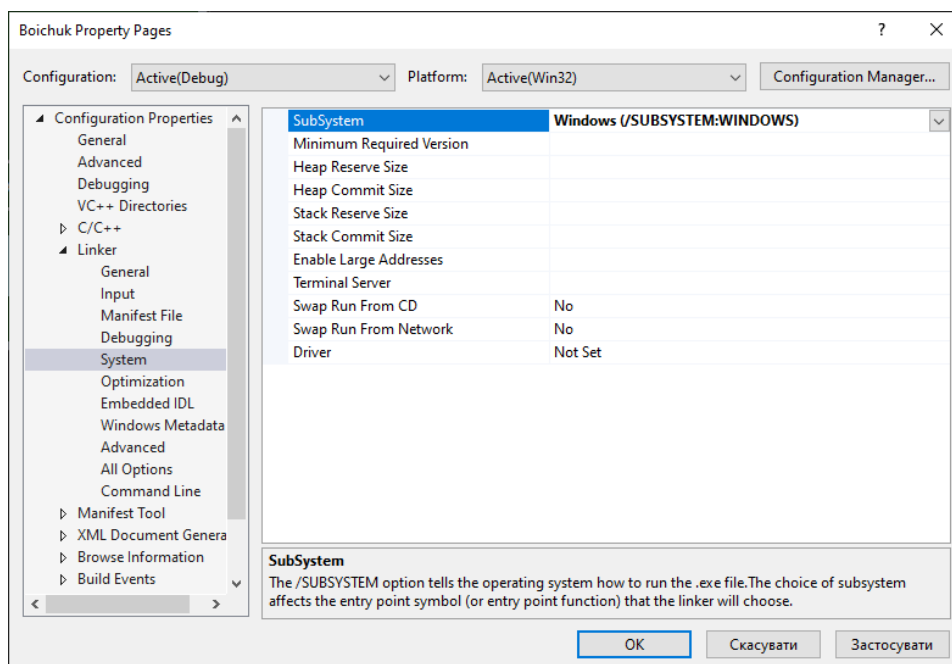 Boichuk Property Pages
Configuration: Active(Debug) Platform: Active(Win32) Configuration Manager...
Configuration Properties
General
Advanced
Debugging
VC++ Directories
C/C++
Linker
General
Input
Manifest File
Debugging
System
Optimization
Embedded IDL
Windows Metadata
Advanced
All Options
Command Line
Manifest Tool
XML Document Genera
Browse Information
Build Events
SubSystem Windows (/SUBSYSTEM:WINDOWS)
Minimum Required Version
Heap Reserve Size
Heap Commit Size
Stack Reserve Size
Stack Commit Size
Enable Large Addresses
Terminal Server
Swap Run From CD No
Swap Run From Network No
Driver Not Set
SubSystem
The /SUBSYSTEM option tells the operating system how to run the .exe file.The choice of subsystem
affects the entry point symbol (or entry point function) that the linker will choose.
OK Скасувати Застосувати